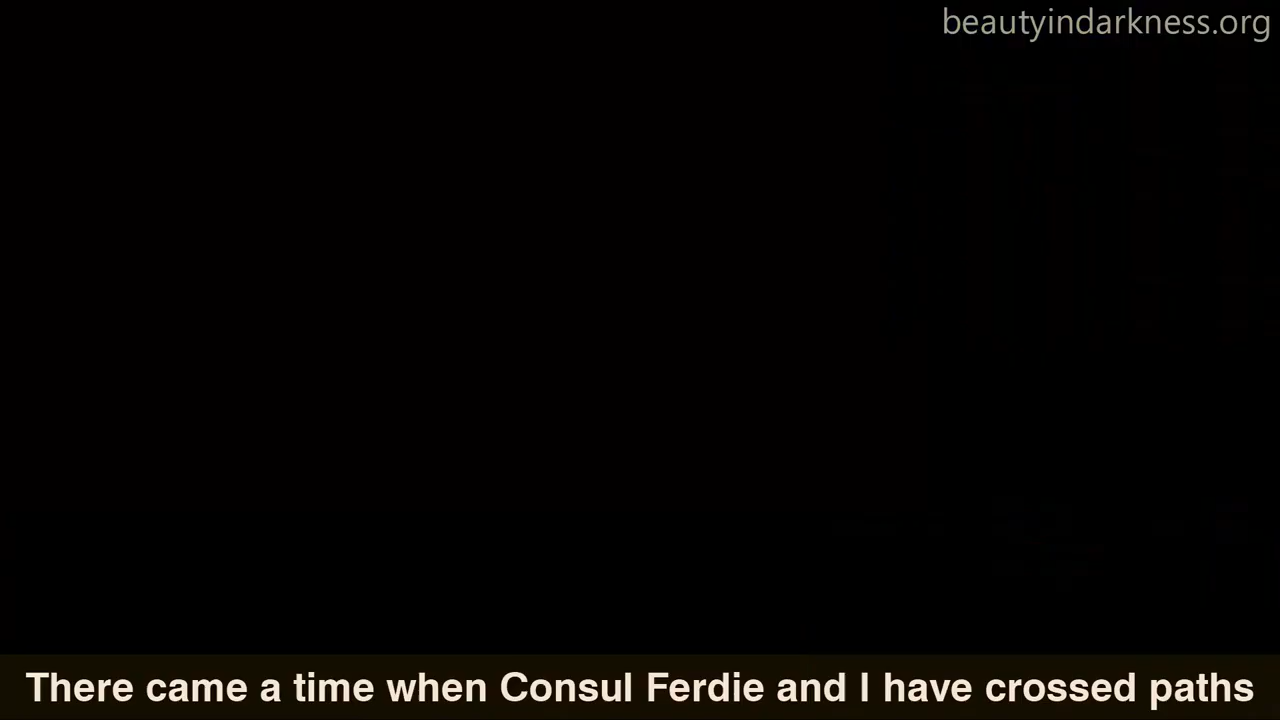 beautyindarkness.org
There came a time when Consul Ferdie and I have crossed paths